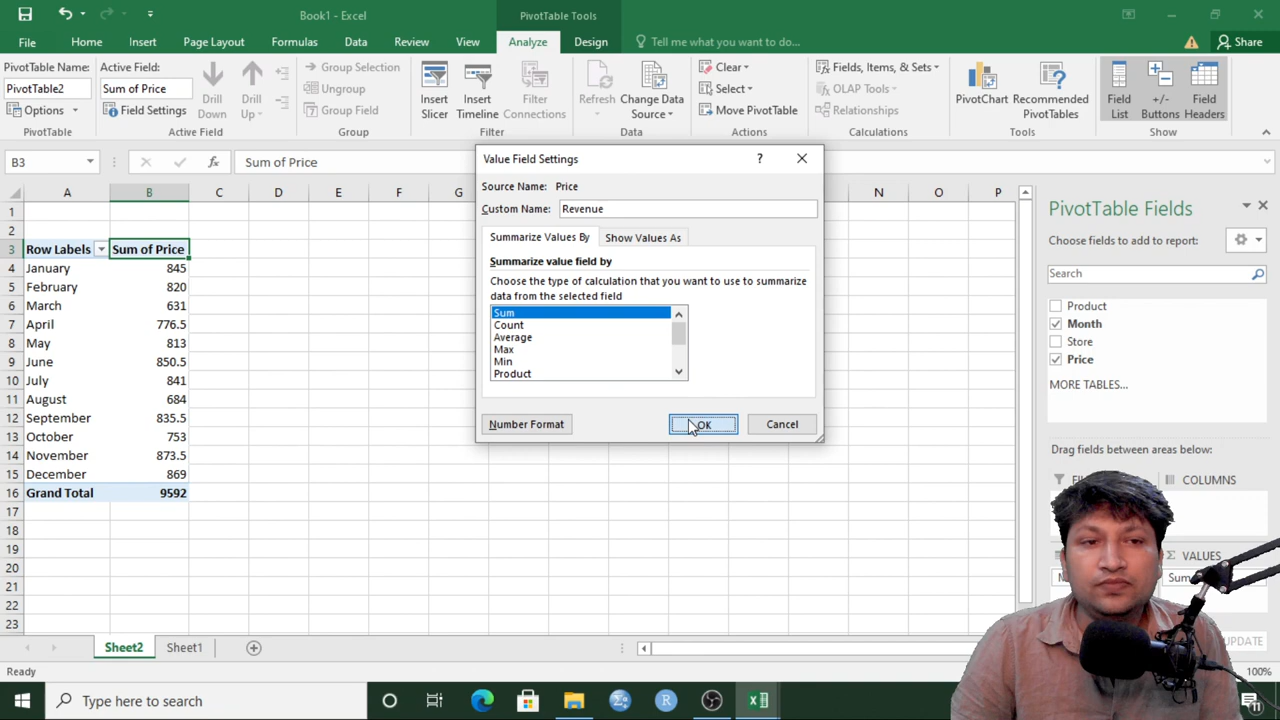 Book1 - Excel
PivotTable Tools
File
Home
Insert
Page Layout
Formulas
Data
Review
View
Analyze
Design
Tell me what you want to do...
Share
PivotTable Name:
PivotTable2
Options
PivotTable
Active Field:
Sum of Price
Field Settings
Drill Down
Drill Up
Active Field
Group Selection
Ungroup
Group Field
Group
Insert Slicer
Insert Timeline
Filter Connections
Filter
Refresh
Change Data Source
Data
Clear
Select
Move PivotTable
Actions
Fields, Items, & Sets
OLAP Tools
Relationships
Calculations
PivotChart
Recommended PivotTables
Tools
Field List
+/- Buttons
Field Headers
Show
B3
fx
Sum of Price
A B C D E F G N O P
1
2
3 Row Labels Sum of Price
4 January 845
5 February 820
6 March 631
7 April 776.5
8 May 813
9 June 850.5
10 July 841
11 August 684
12 September 835.5
13 October 753
14 November 873.5
15 December 869
16 Grand Total 9592
17
18
19
20
21
22
23
Value Field Settings
?
Source Name: Price
Custom Name: Revenue
Summarize Values By
Show Values As
Summarize value field by
Choose the type of calculation that you want to use to summarize
data from the selected field
Sum
Count
Average
Max
Min
Product
Number Format
OK
Cancel
PivotTable Fields
Choose fields to add to report:
Search
Product
Month
Store
Price
MORE TABLES...
Drag fields between areas below:
COLUMNS
Σ VALUES
Sum
Sheet2
Sheet1
Ready
100%
Type here to search
R